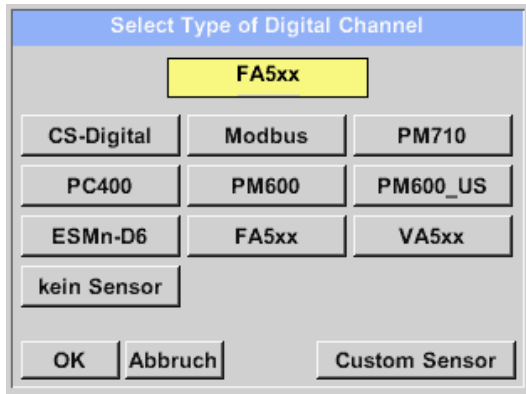 Select Type of Digital Channel
FA5xx
CS-Digital Modbus PM710
PC400 PM600 PM600_US
ESMn-D6 FA5xx VA5xx
kein Sensor
OK Abbruch Custom Sensor